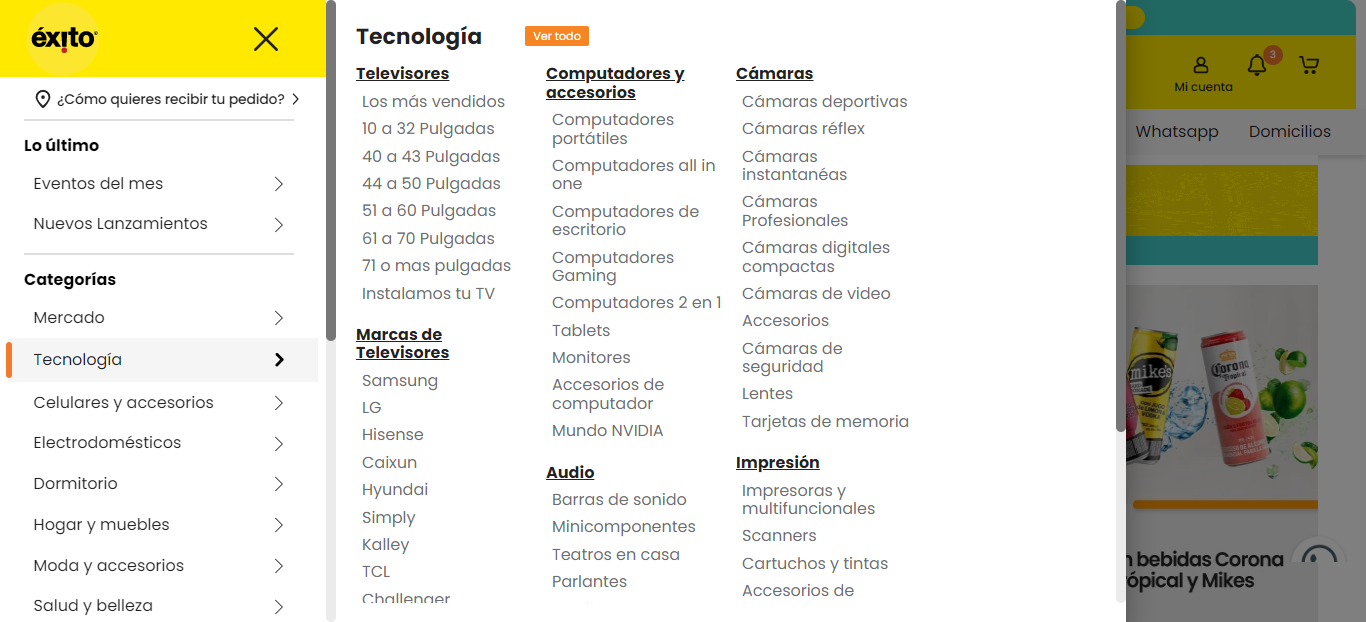 éxito
¿Cómo quieres recibir tu pedido?
Lo último
Eventos del mes
Nuevos Lanzamientos
Categorías
Mercado
Tecnología
Celulares y accesorios
Electrodomésticos
Dormitorio
Hogar y muebles
Moda y accesorios
Salud y belleza
Tecnología
Ver todo
Televisores
Los más vendidos
10 a 32 Pulgadas
40 a 43 Pulgadas
44 a 50 Pulgadas
51 a 60 Pulgadas
61 a 70 Pulgadas
71 o mas pulgadas
Instalamos tu TV
Marcas de
Televisores
Samsung
LG
Hisense
Caixun
Hyundai
Simply
Kalley
TCL
Challenger
Computadores y
accesorios
Computadores
portátiles
Computadores all in
one
Computadores de
escritorio
Computadores
Gaming
Computadores 2 en 1
Tablets
Monitores
Accesorios de
computador
Mundo NVIDIA
Audio
Barras de sonido
Minicomponentes
Teatros en casa
Parlantes
Cámaras
Cámaras deportivas
Cámaras réflex
Cámaras
instantanéas
Cámaras
Profesionales
Cámaras digitales
compactas
Cámaras de video
Accesorios
Cámaras de
seguridad
Lentes
Tarjetas de memoria
Impresión
Impresoras y
multifuncionales
Scanners
Cartuchos y tintas
Accesorios de
Mi cuenta
3
Whatsapp
Domicilios
mike's
Corona
Tropical
n bebidas Corona
rópical y Mikes